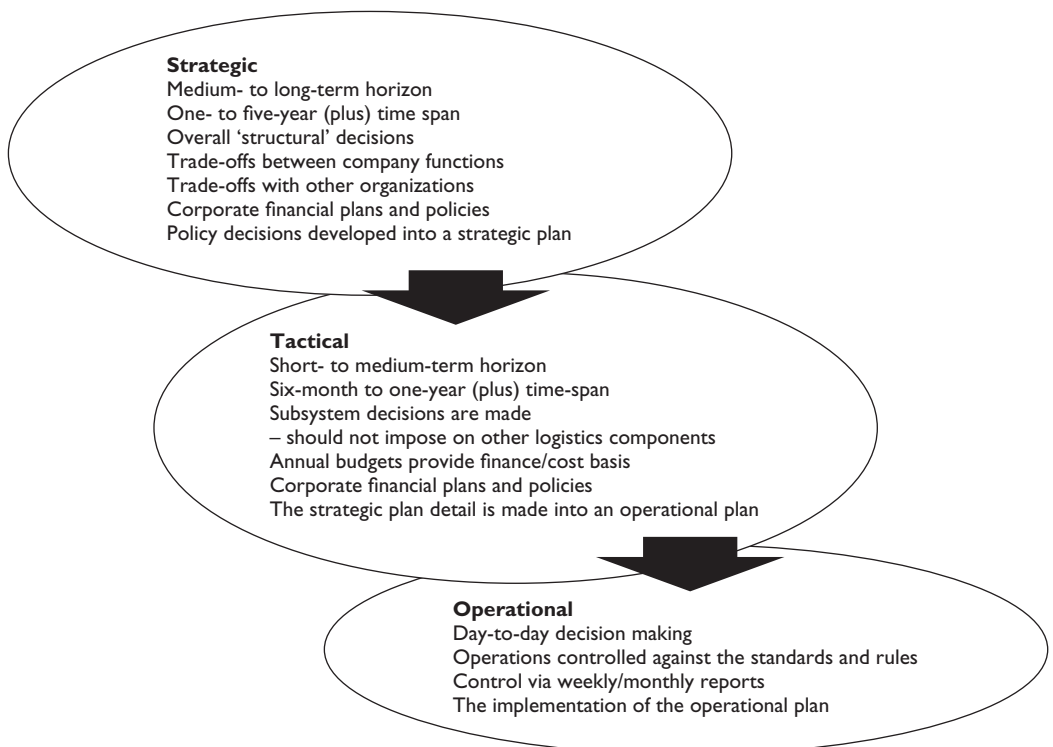 Strategic
Medium- to long-term horizon
One- to five-year (plus) time span
Overall ‘structural’ decisions
Trade-offs between company functions
Trade-offs with other organizations
Corporate financial plans and policies
Policy decisions developed into a strategic plan
Tactical
Short- to medium-term horizon
Six-month to one-year (plus) time-span
Subsystem decisions are made
– should not impose on other logistics components
Annual budgets provide finance/cost basis
Corporate financial plans and policies
The strategic plan detail is made into an operational plan
Operational
Day-to-day decision making
Operations controlled against the standards and rules
Control via weekly/monthly reports
The implementation of the operational plan